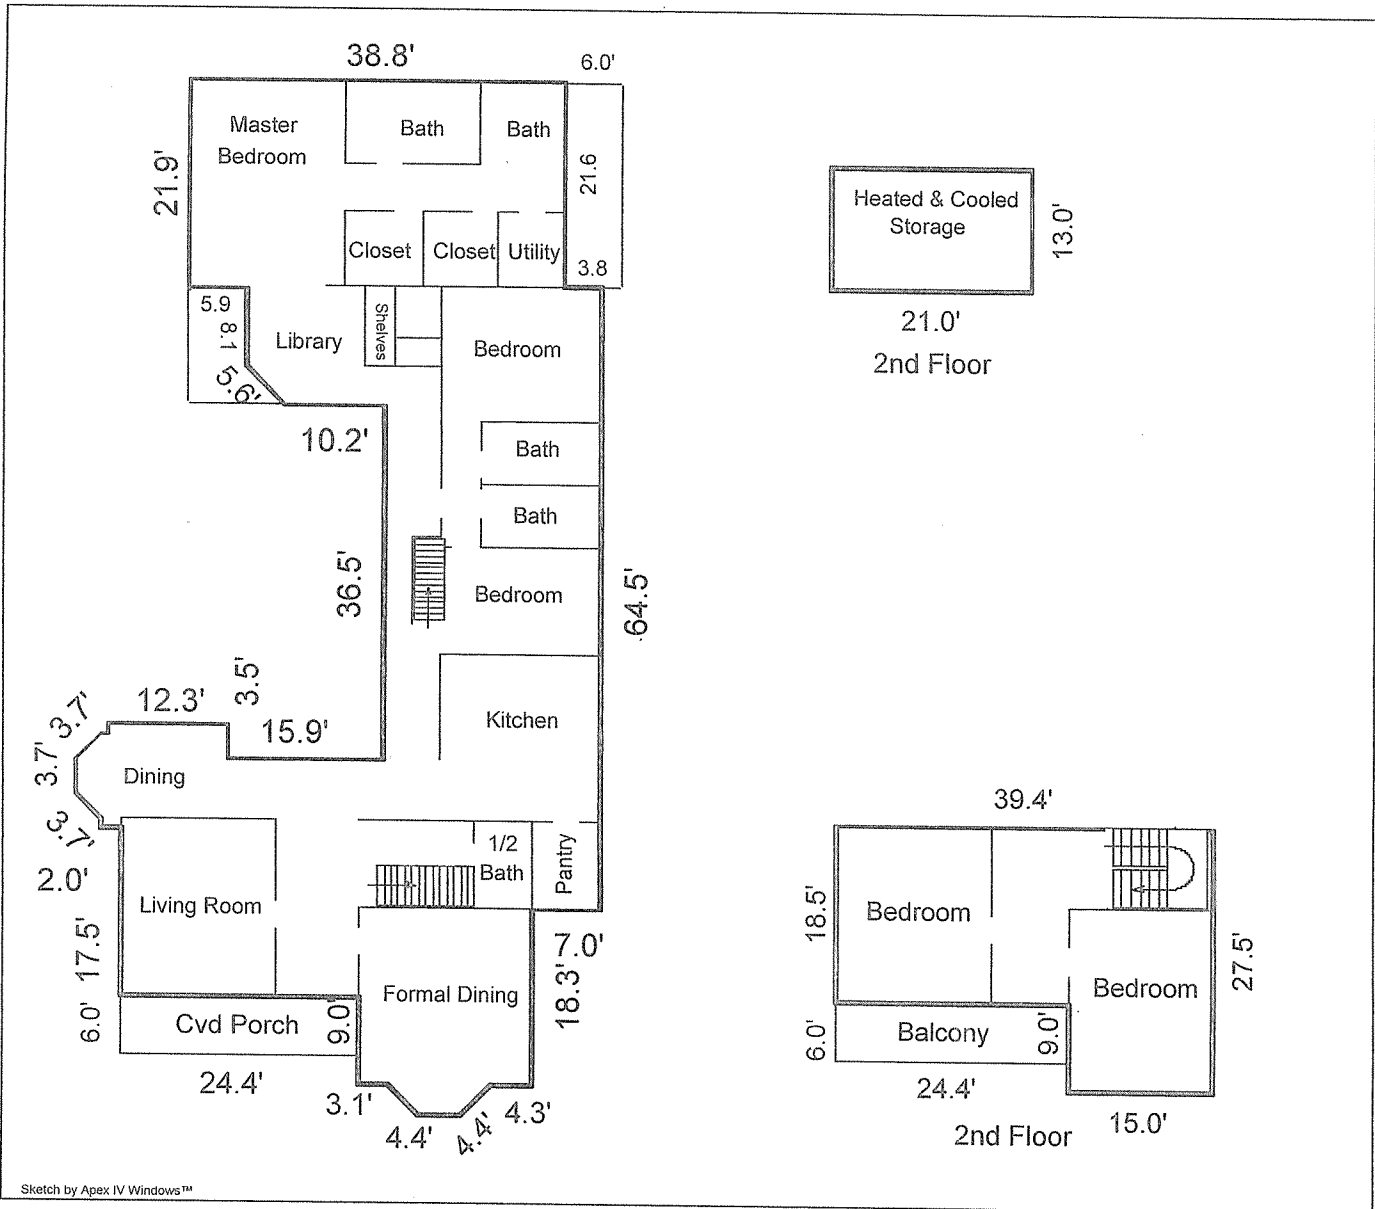 38.8'
6.0'
Master
Bedroom
Bath
Bath
21.9'
21.6
Closet
Closet
Utility
3.8
5.9
8.1
5.6'
Library
Shelves
Bedroom
10.2'
Bath
Bath
36.5'
Bedroom
64.5'
3.5'
12.3'
15.9'
3.7'
3.7'
3.7'
Dining
Kitchen
2.0'
1/2
Bath
Pantry
Living Room
17.5'
7.0'
18.3'
Formal Dining
6.0'
Cvd Porch
9.0'
24.4'
3.1'
4.4'
4.4'
4.3'
Heated & Cooled
Storage
13.0'
21.0'
2nd Floor
39.4'
18.5'
Bedroom
27.5'
Bedroom
6.0'
Balcony
9.0'
24.4'
15.0'
2nd Floor
Sketch by Apex IV Windows™